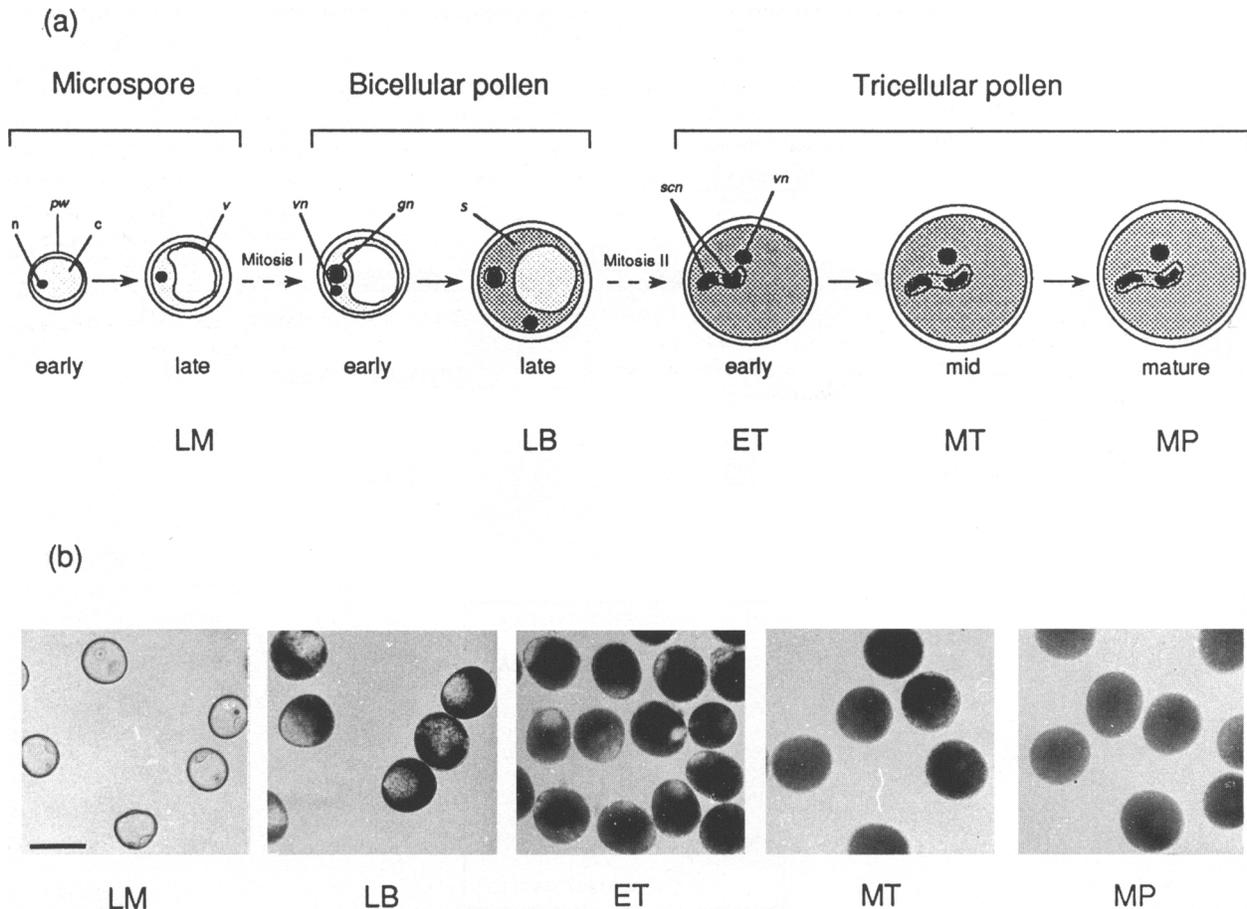 (a)
Microspore Bicellular pollen Tricellular pollen
scn vn
n pw c v vn gn s
Mitosis I Mitosis II
early late early late early mid mature
LM LB ET MT MP
(b)
LM LB ET MT MP